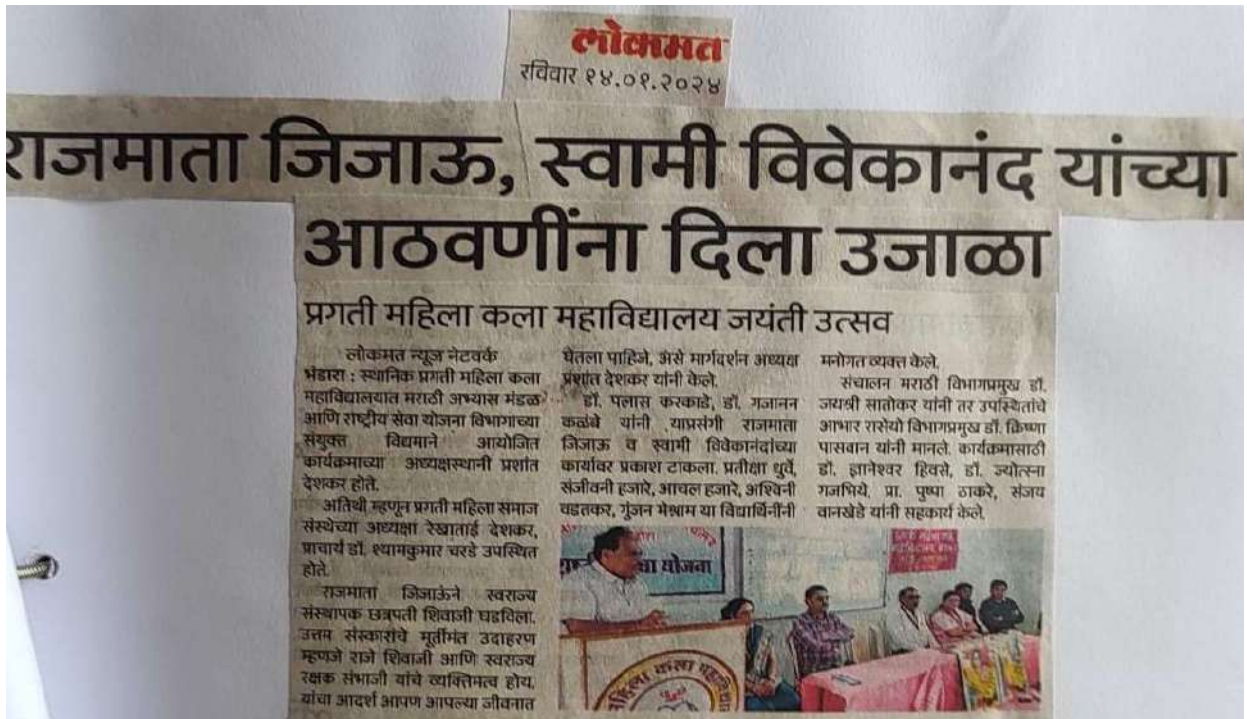 लोकमत
रविवार १४.०१.२०२४
राजमाता जिजाऊ, स्वामी विवेकानंद यांच्या
आठवणींना दिला उजाळा
प्रगती महिला कला महाविद्यालय जयंती उत्सव
लोकमत न्यूज नेटवर्क
भंडारा : स्थानिक प्रगती महिला कला
महाविद्यालयात मराठी अभ्यास मंडळ
आणि राष्ट्रीय सेवा योजना विभागाच्या
संयुक्त विद्यमाने आयोजित
कार्यक्रमाच्या अध्यक्षस्थानी प्रशांत
देशकर होते.
अतिथी म्हणून प्रगती महिला समाज
संस्थेच्या अध्यक्षा रेखाताई देशकर,
प्राचार्य डॉ. श्यामकुमार चरडे उपस्थित
होते.
राजमाता जिजाऊने स्वराज्य
संस्थापक छत्रपती शिवाजी घडविला.
उत्तम संस्काराचे मूर्तीमंत उदाहरण
म्हणजे राजे शिवाजी आणि स्वराज्य
रक्षक संभाजी यांचे व्यक्तिमत्व होय.
यांचा आदर्श आपण आपल्या जीवनात
घेतला पाहिजे, असे मार्गदर्शन अध्यक्ष
प्रशांत देशकर यांनी केले.
डॉ. पलास करकाडे, डॉ. गजानन
कळंबे यांनी याप्रसंगी राजमाता
जिजाऊ व स्वामी विवेकानंदांच्या
कार्यावर प्रकाश टाकला. प्रतीक्षा धुर्वे,
संजीवनी हजारे, आचल हजारे, अश्विनी
वडतकर, गुंजन मेश्राम या विद्यार्थिनींनी
मनोगत व्यक्त केले.
संचालन मराठी विभागप्रमुख डॉ.
जयश्री सातोकर यांनी तर उपस्थितांचे
आभार रासेयो विभागप्रमुख डॉ. क्रिष्णा
पासवान यांनी मानले. कार्यक्रमासाठी
डॉ. ज्ञानेश्वर हिवसे, डॉ. ज्योत्स्ना
गजभिये, प्रा. पुष्पा ठाकरे, संजय
वानखेडे यांनी सहकार्य केले.
योजना
महिला कला महाविद्या